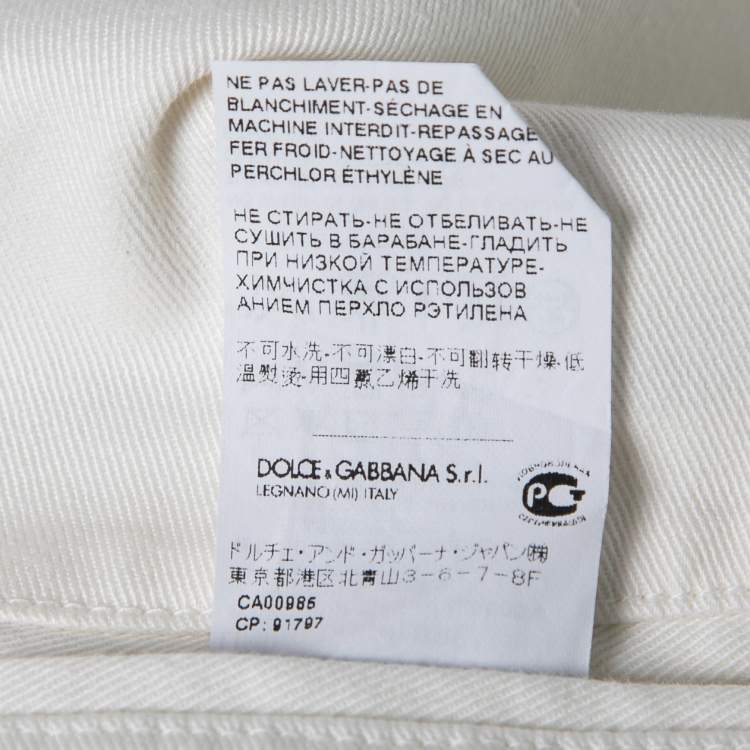 NE PAS LAVER-PAS DE
BLANCHIMENT-SÉCHAGE EN
MACHINE INTERDIT-REPASSAGE
FER FROID-NETTOYAGE À SEC AU
PERCHLOR ÉTHYLÈNE
НЕ СТИРАТЬ-НЕ ОТБЕЛИВАТЬ-НЕ
СУШИТЬ В БАРАБАНЕ-ГЛАДИТЬ
ПРИ НИЗКОЙ ТЕМПЕРАТУРЕ-
ХИМЧИСТКА С ИСПОЛЬЗОВ
АНИЕМ ПЕРХЛО РЭТИЛЕНА
不可水洗-不可漂白-不可翻转干燥-低
温熨烫-用四氯乙烯干洗
DOLCE & GABBANA S.r.l.
LEGNANO (MI) ITALY
РСТ
ドルチェ・アンド・ガッバーナ・ジャパン㈱
東京都港区北青山3-6-7-8F
CA00985
CP: 91797